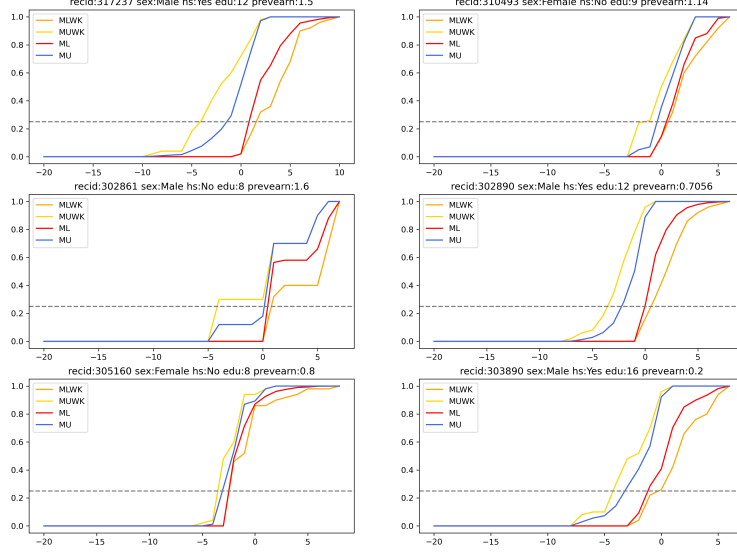 recid:317237 sex:Male hs:Yes edu:12 prevearn:1.5
1.0
0.8
0.6
0.4
0.2
0.0
MLWK
MUWK
ML
MU
−20 −15 −10 −5 0 5 10
recid:310493 sex:Female hs:No edu:9 prevearn:1.14
1.0
0.8
0.6
0.4
0.2
0.0
MLWK
MUWK
ML
MU
−20 −15 −10 −5 0 5
recid:302861 sex:Male hs:No edu:8 prevearn:1.6
1.0
0.8
0.6
0.4
0.2
0.0
MLWK
MUWK
ML
MU
−20 −15 −10 −5 0 5
recid:302890 sex:Male hs:Yes edu:12 prevearn:0.7056
1.0
0.8
0.6
0.4
0.2
0.0
MLWK
MUWK
ML
MU
−20 −15 −10 −5 0 5
recid:305160 sex:Female hs:No edu:8 prevearn:0.8
1.0
0.8
0.6
0.4
0.2
0.0
MLWK
MUWK
ML
MU
−20 −15 −10 −5 0 5
recid:303890 sex:Male hs:Yes edu:16 prevearn:0.2
1.0
0.8
0.6
0.4
0.2
0.0
MLWK
MUWK
ML
MU
−20 −15 −10 −5 0 5